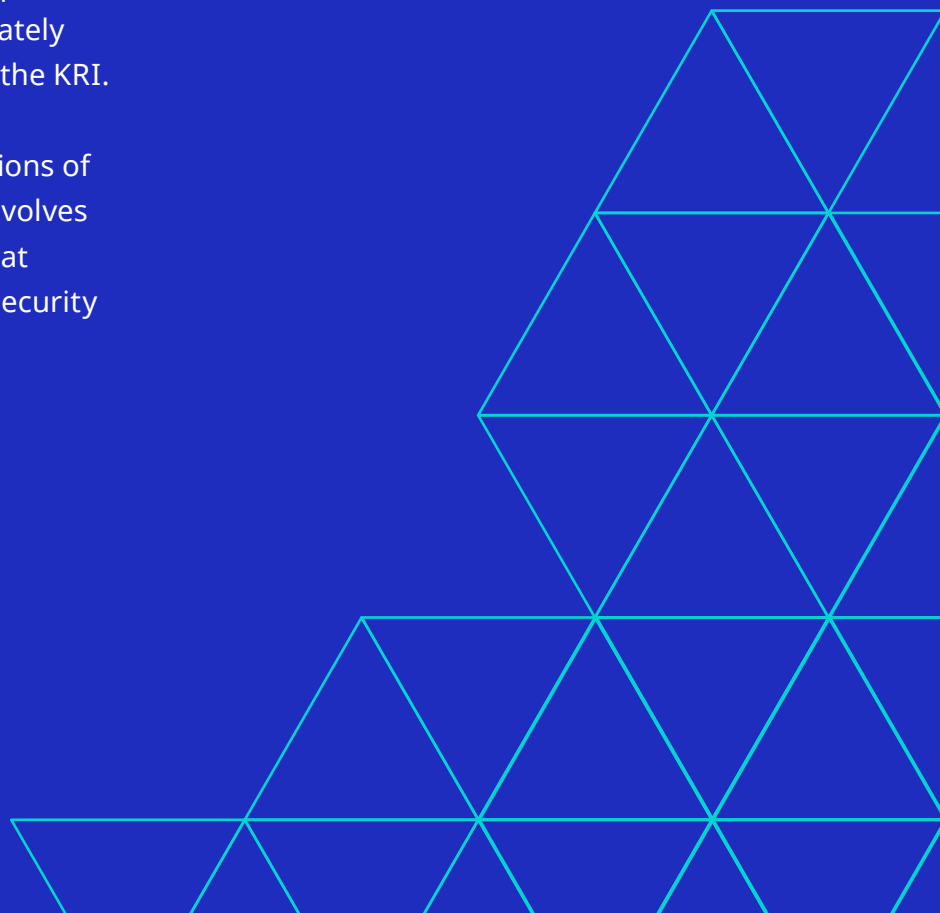 ately
the KRI.
ions of
volves
at
ecurity